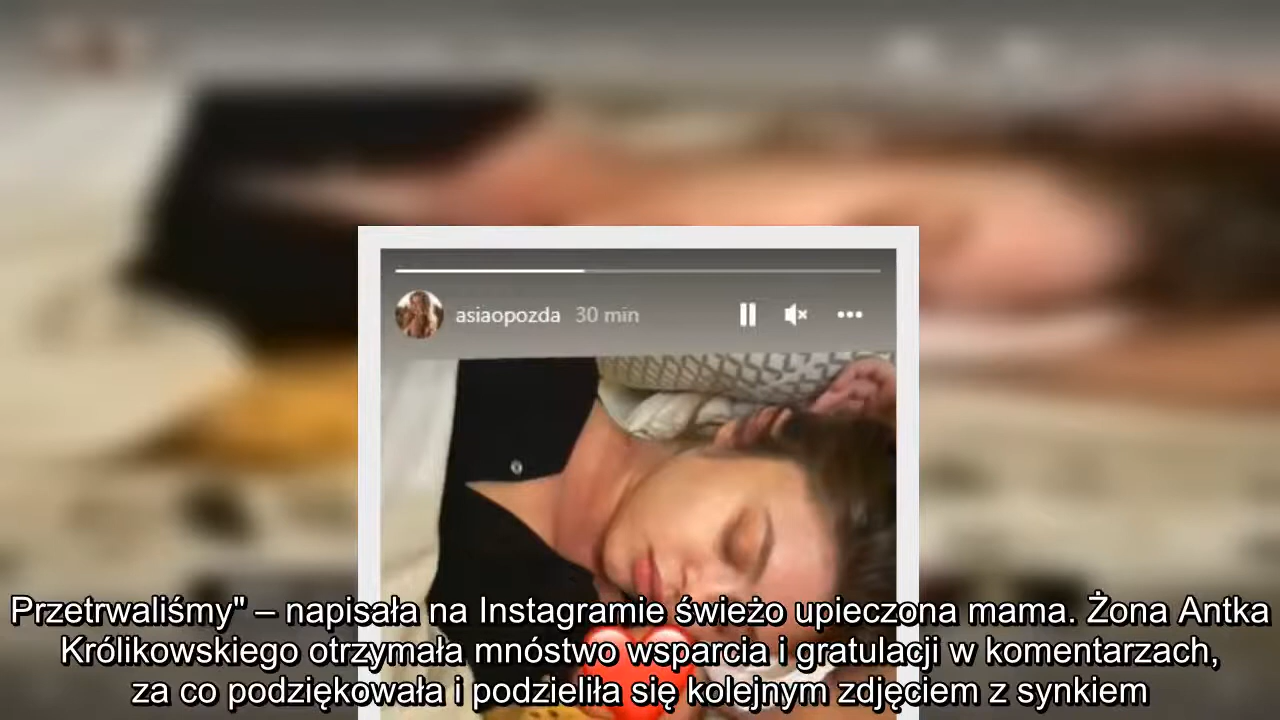 asiaopozda 30 min
Przetrwaliśmy" – napisała na Instagramie świeżo upieczona mama. Żona Antka
Królikowskiego otrzymała mnóstwo wsparcia i gratulacji w komentarzach,
za co podziękowała i podzieliła się kolejnym zdjęciem z synkiem